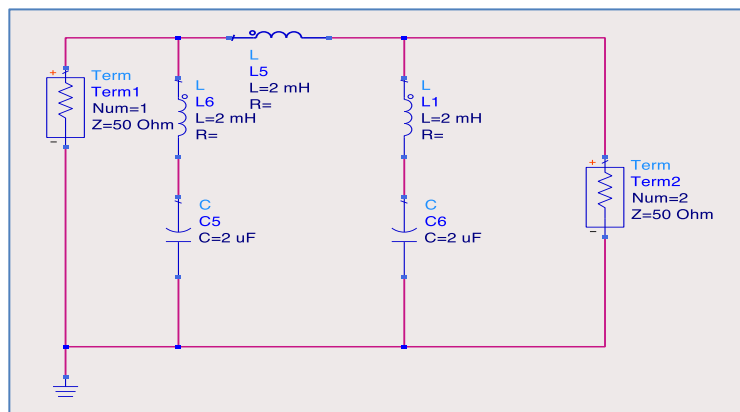 +
Term
Term1
Num=1
Z=50 Ohm
-
L
L6
L=2 mH
R=
L
L5
L=2 mH
R=
L
L1
L=2 mH
R=
C
C5
C=2 uF
C
C6
C=2 uF
+
Term
Term2
Num=2
Z=50 Ohm
-